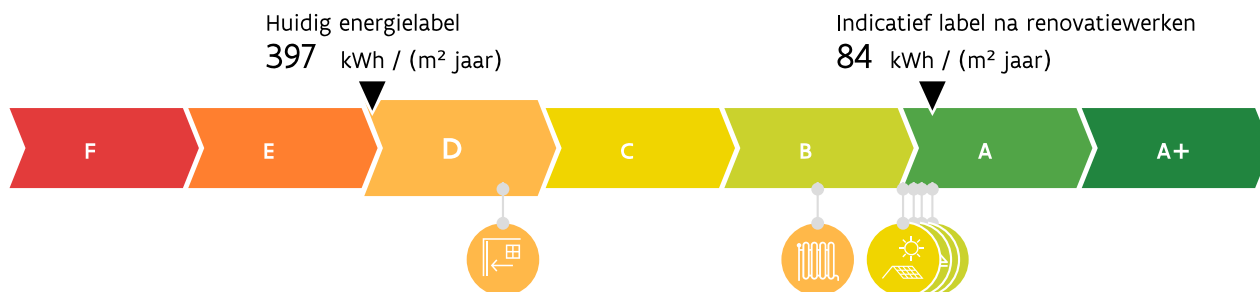 Huidig energielabel
397 kWh / (m² jaar)
Indicatief label na renovatiewerken
84 kWh / (m² jaar)
F E D C B A A+